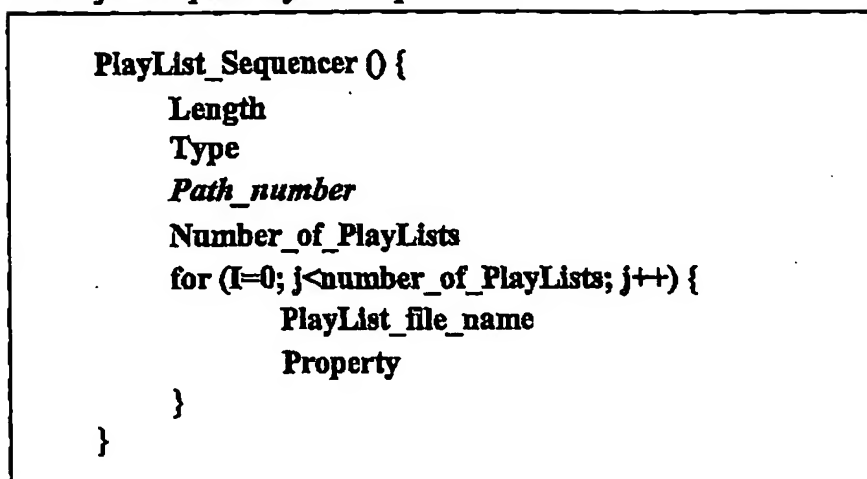 PlayList_Sequencer () {
Length
Type
Path_number
Number_of_PlayLists
for (I=0; j<number_of_PlayLists; j++) {
PlayList_file_name
Property
}
}